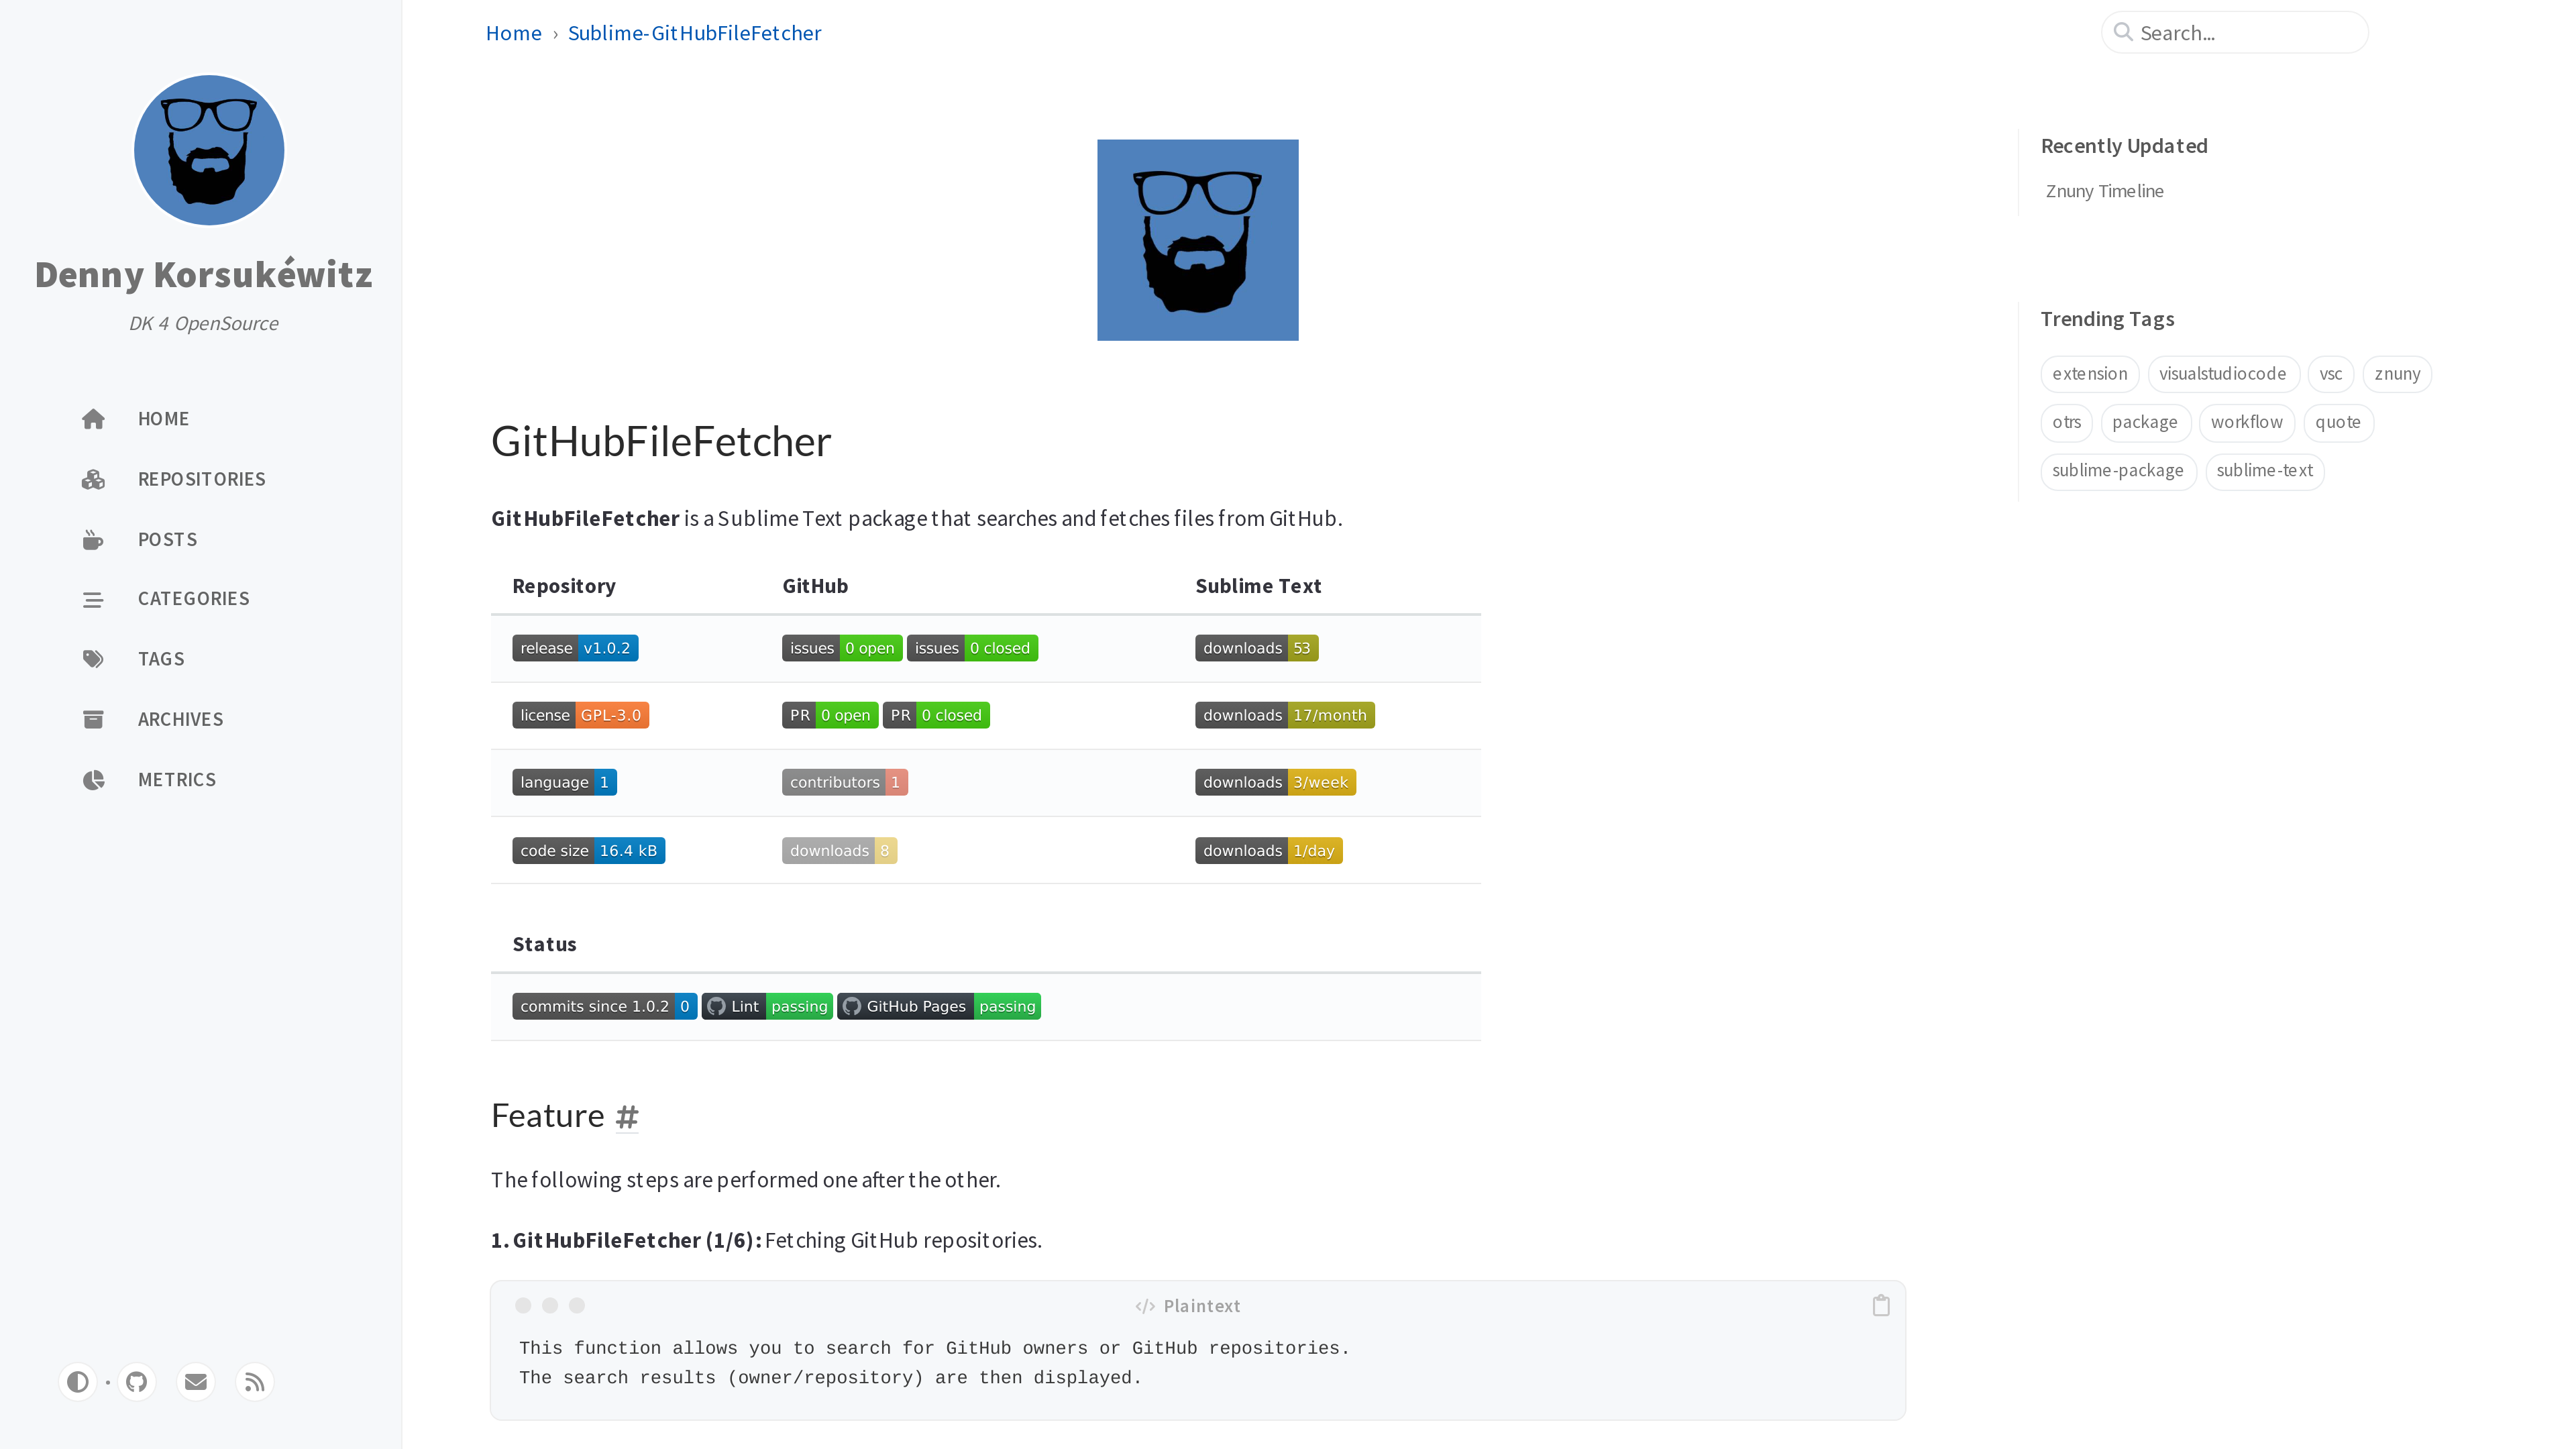 Denny Korsukéwitz
DK 4 OpenSource
HOME
REPOSITORIES
POSTS
CATEGORIES
TAGS
ARCHIVES
METRICS
Home › Sublime-GitHubFileFetcher
Search...
GitHubFileFetcher
GitHubFileFetcher is a Sublime Text package that searches and fetches files from GitHub.
Repository GitHub Sublime Text
release v1.0.2 issues 0 open issues 0 closed downloads 53
license GPL-3.0 PR 0 open PR 0 closed downloads 17/month
language 1 contributors 1 downloads 3/week
code size 16.4 kB downloads 8 downloads 1/day
Status
commits since 1.0.2 0 Lint passing GitHub Pages passing
Feature #
The following steps are performed one after the other.
1. GitHubFileFetcher (1/6): Fetching GitHub repositories.
Plaintext
This function allows you to search for GitHub owners or GitHub repositories.
The search results (owner/repository) are then displayed.
Recently Updated
Znuny Timeline
Trending Tags
extension visualstudiocode vsc znuny
otrs package workflow quote
sublime-package sublime-text